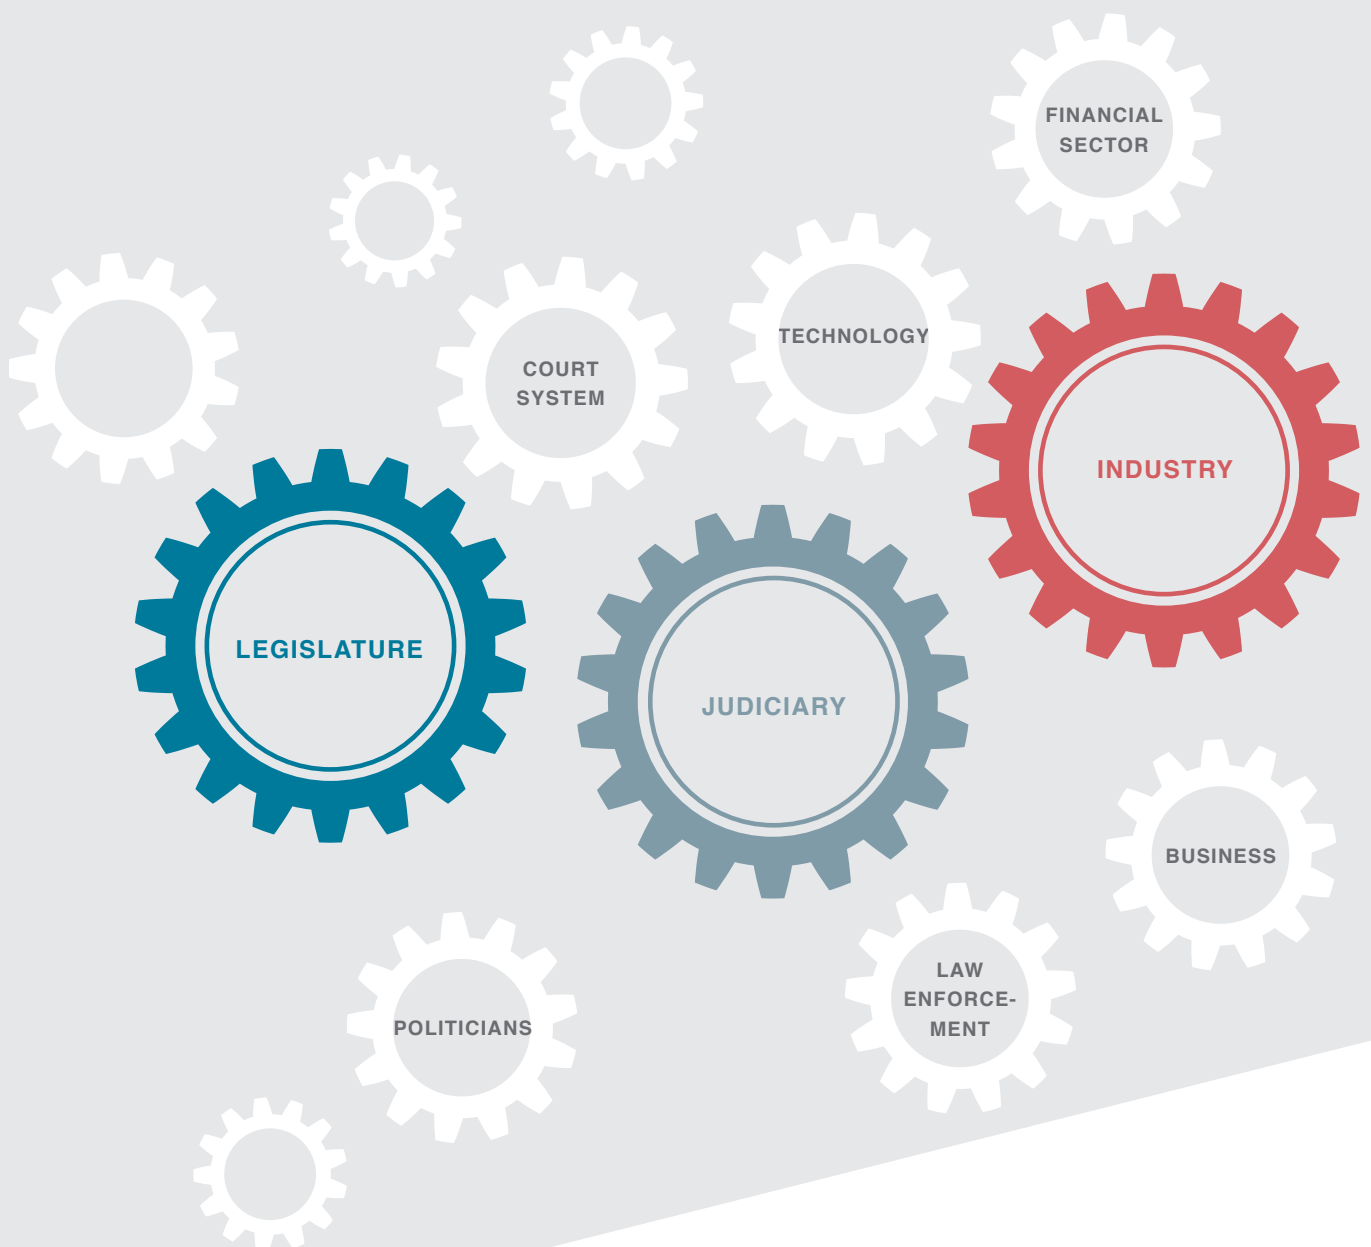 FINANCIAL
SECTOR
TECHNOLOGY
COURT
SYSTEM
INDUSTRY
LEGISLATURE
JUDICIARY
BUSINESS
LAW
ENFORCE-
MENT
POLITICIANS